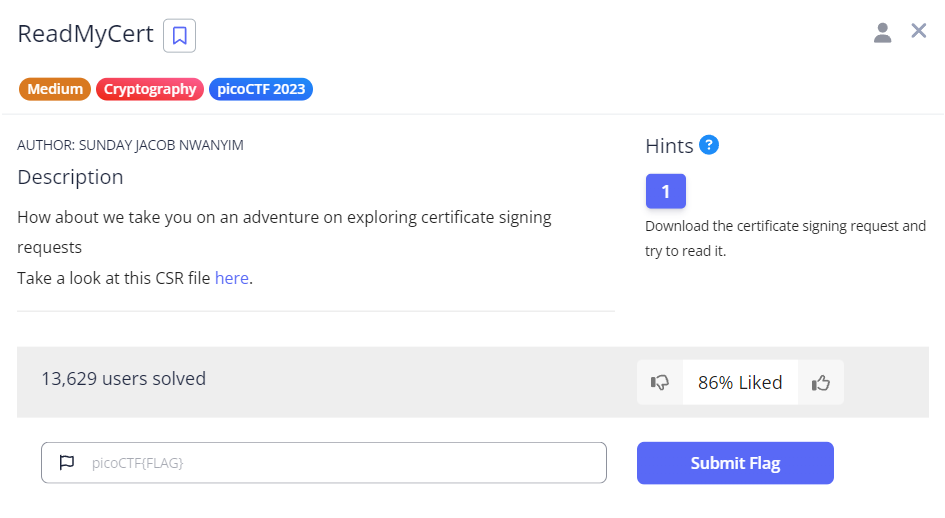 ReadMyCert
Medium Cryptography picoCTF 2023
AUTHOR: SUNDAY JACOB NWANYIM
Description
How about we take you on an adventure on exploring certificate signing
requests
Take a look at this CSR file here.
Hints ?
1
Download the certificate signing request and
try to read it.
13,629 users solved
86% Liked
picoCTF{FLAG}
Submit Flag